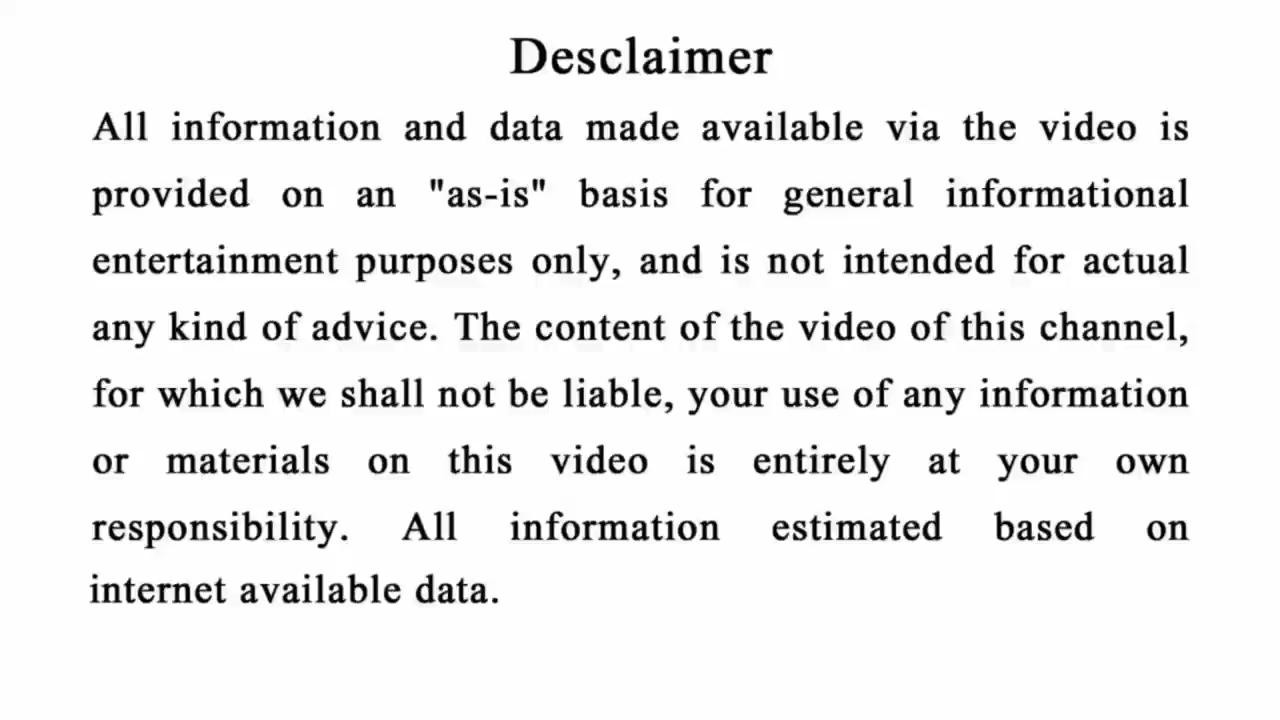 Desclaimer
All information and data made available via the video is
provided on an "as-is" basis for general informational
entertainment purposes only, and is not intended for actual
any kind of advice. The content of the video of this channel,
for which we shall not be liable, your use of any information
or materials on this video is entirely at your own
responsibility. All information estimated based on
internet available data.